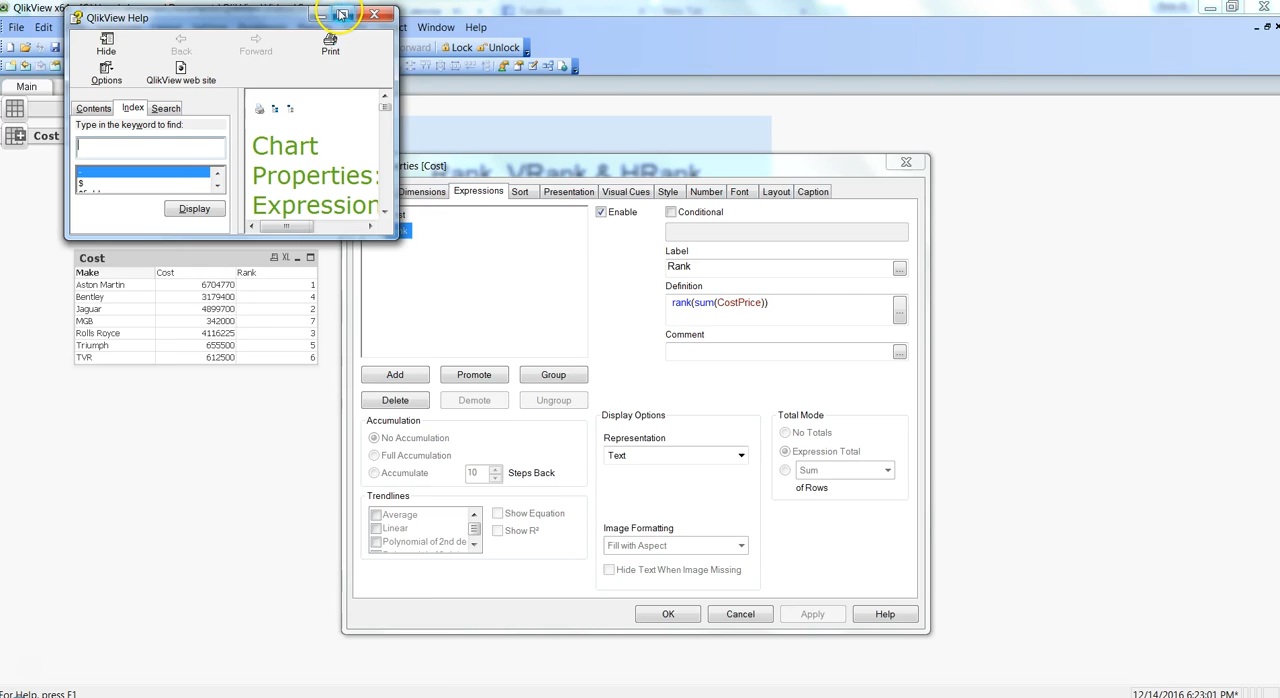 QlikView x6
QlikView Help
File Edit
Window Help
Hide Back Forward Print
Lock Unlock
Options QlikView web site
Main
Contents Index Search
Type in the keyword to find:
Cost
-
$
Display
Chart
Properties:
Expression
Rank, VRank & HRank
rties [Cost]
Dimensions Expressions Sort Presentation Visual Cues Style Number Font Layout Caption
Enable Conditional
Label
Rank
Definition
rank(sum(CostPrice))
...
Comment
...
Cost XL
Make Cost Rank
Aston Martin 6704770 1
Bentley 3179400 4
Jaguar 4899700 2
MGB 342000 7
Rolls Royce 4116225 3
Triumph 655500 5
TVR 612500 6
Add Promote Group
Delete Demote Ungroup
Accumulation
No Accumulation
Full Accumulation
Accumulate 10 Steps Back
Trendlines
Average
Linear
Polynomial of 2nd de
Show Equation
Show R²
Display Options
Representation
Text
Image Formatting
Fill with Aspect
Hide Text When Image Missing
Total Mode
No Totals
Expression Total
Sum
of Rows
OK Cancel Apply Help
For Help, press F1
12/14/2016 6:23:01 PM*